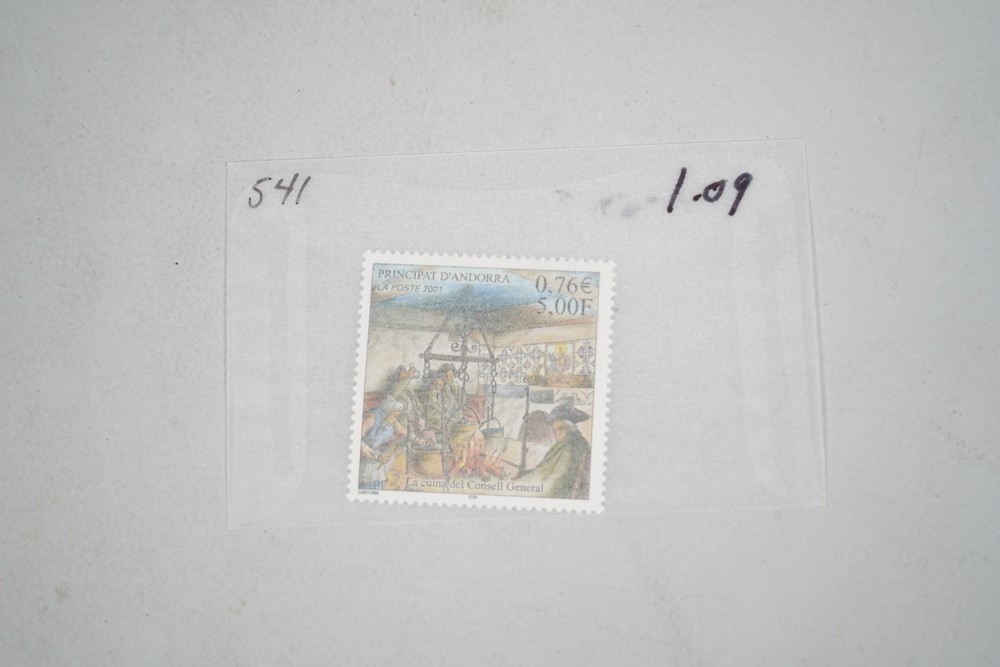 541
1.09
PRINCIPAT D'ANDORRA
LA POSTE 2001
0,76€
5,00F
La cuina del Consell General